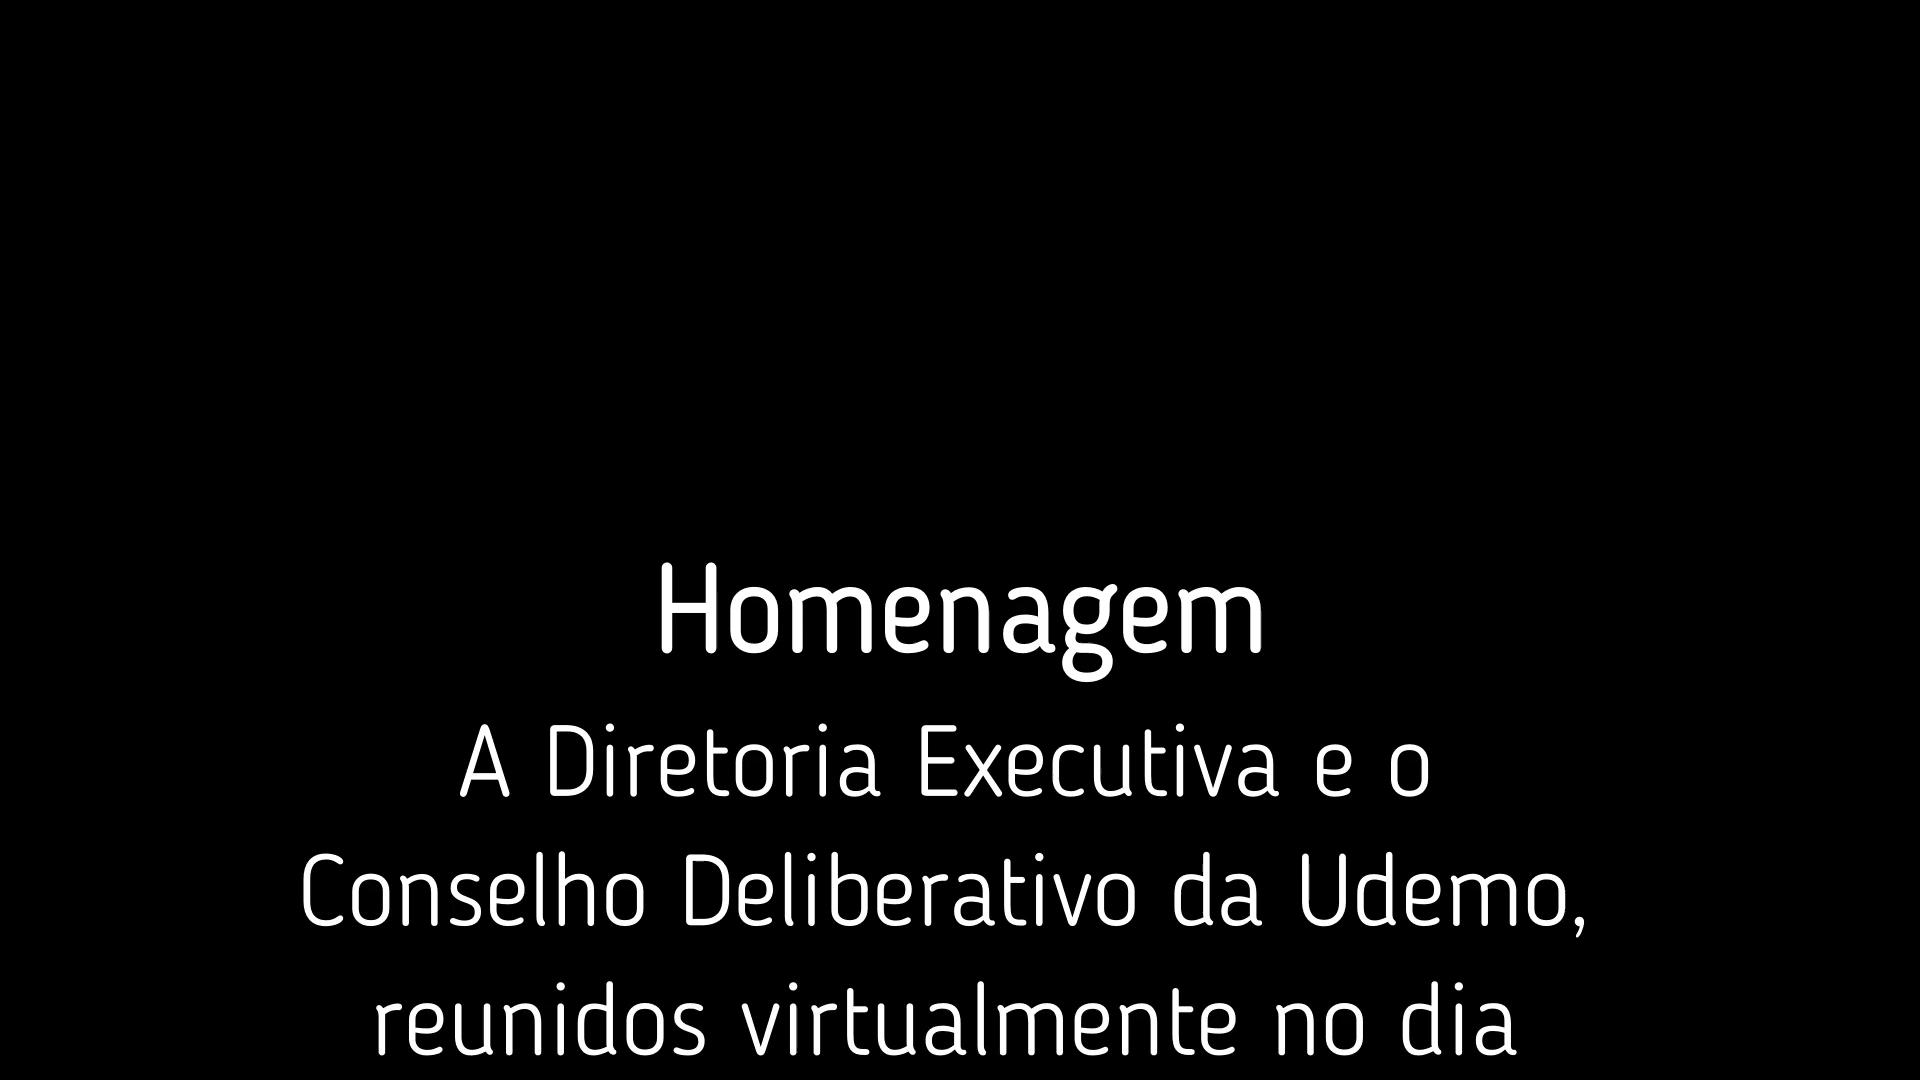 Homenagem
A Diretoria Executiva e o
Conselho Deliberativo da Udemo,
reunidos virtualmente no dia